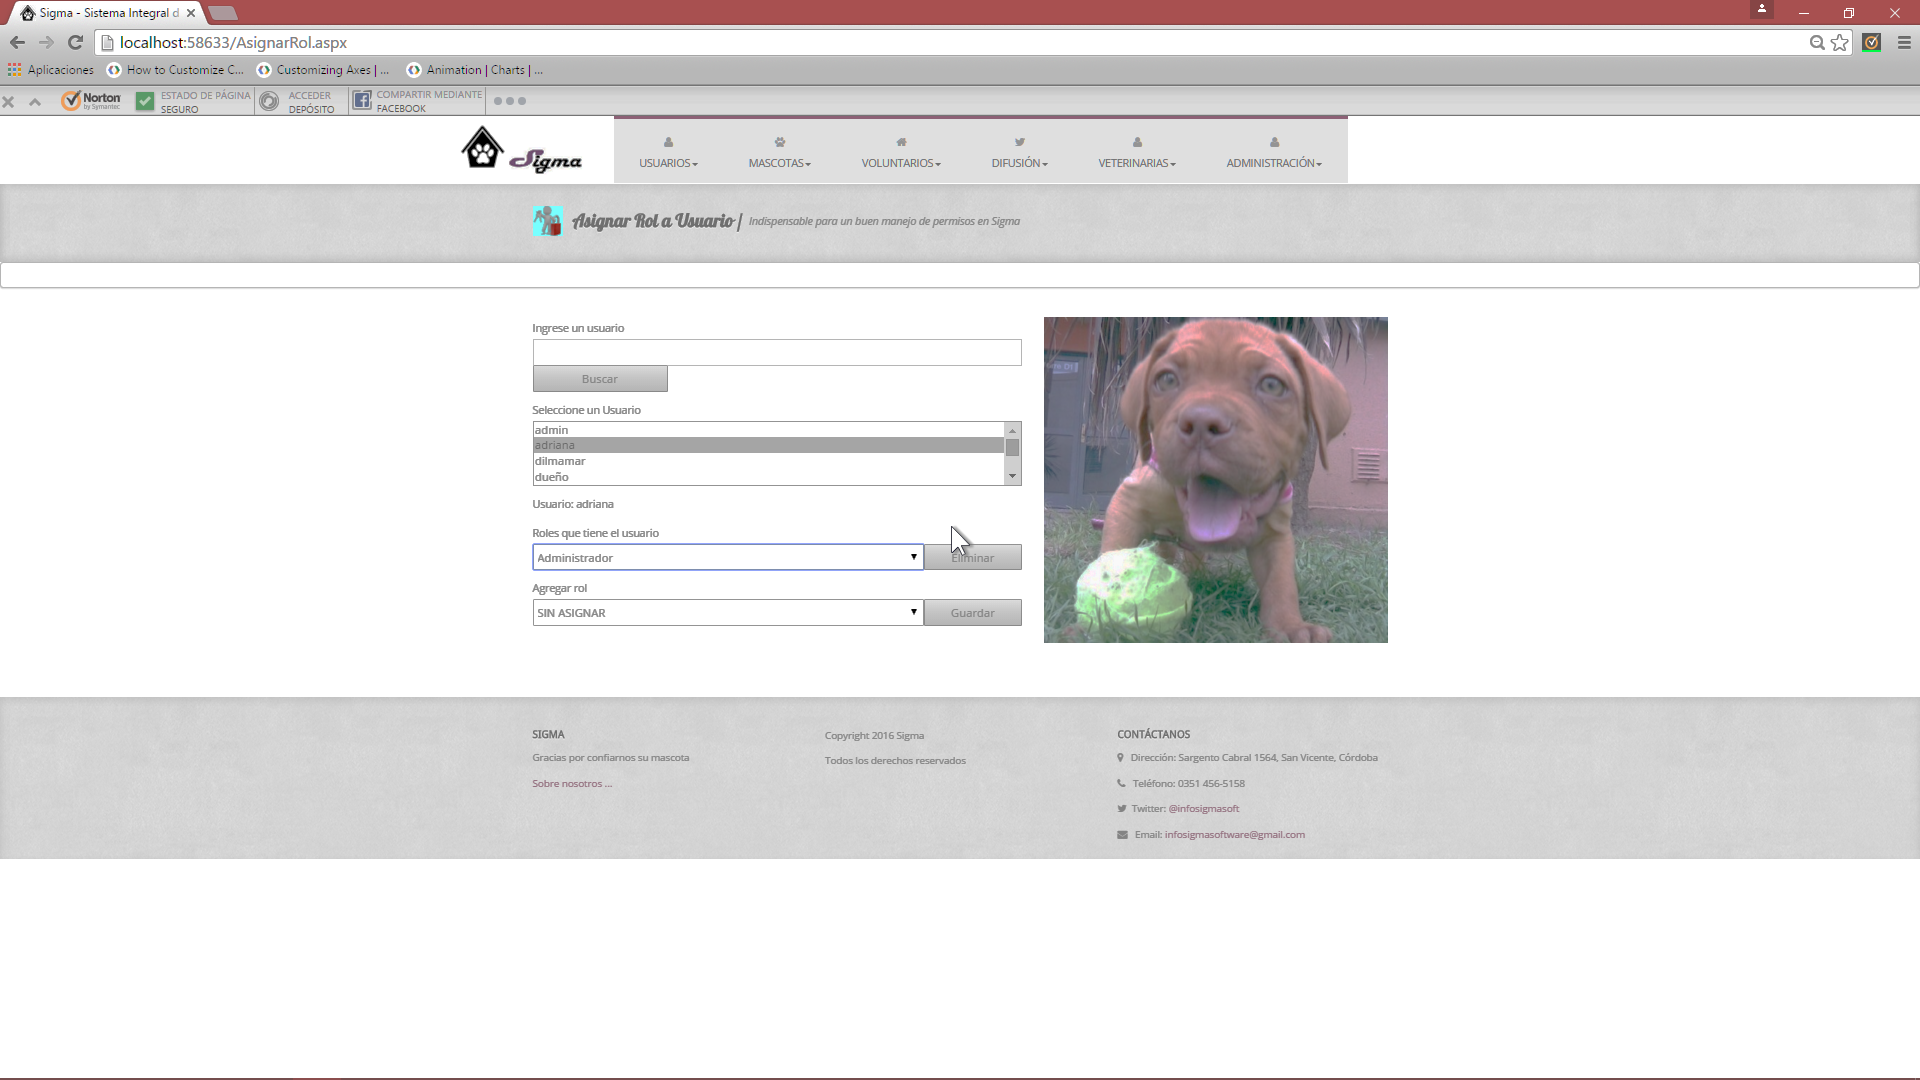 Sigma - Sistema Integral d
localhost:58633/AsignarRol.aspx
Aplicaciones How to Customize C... Customizing Axes | ... Animation | Charts | ...
Norton by Symantec ESTADO DE PÁGINA SEGURO ACCEDER DEPÓSITO COMPARTIR MEDIANTE FACEBOOK
Sigma
USUARIOS MASCOTAS VOLUNTARIOS DIFUSIÓN VETERINARIAS ADMINISTRACIÓN
Asignar Rol a Usuario / Indispensable para un buen manejo de permisos en Sigma
Ingrese un usuario
Buscar
Seleccione un Usuario
admin
adriana
dilmamar
dueño
Usuario: adriana
Roles que tiene el usuario
Administrador Eliminar
Agregar rol
SIN ASIGNAR Guardar
SIGMA
Gracias por confiarnos su mascota
Sobre nosotros ...
Copyright 2016 Sigma
Todos los derechos reservados
CONTÁCTANOS
Dirección: Sargento Cabral 1564, San Vicente, Córdoba
Teléfono: 0351 456-5158
Twitter: @infosigmasoft
Email: infosigmasoftware@gmail.com